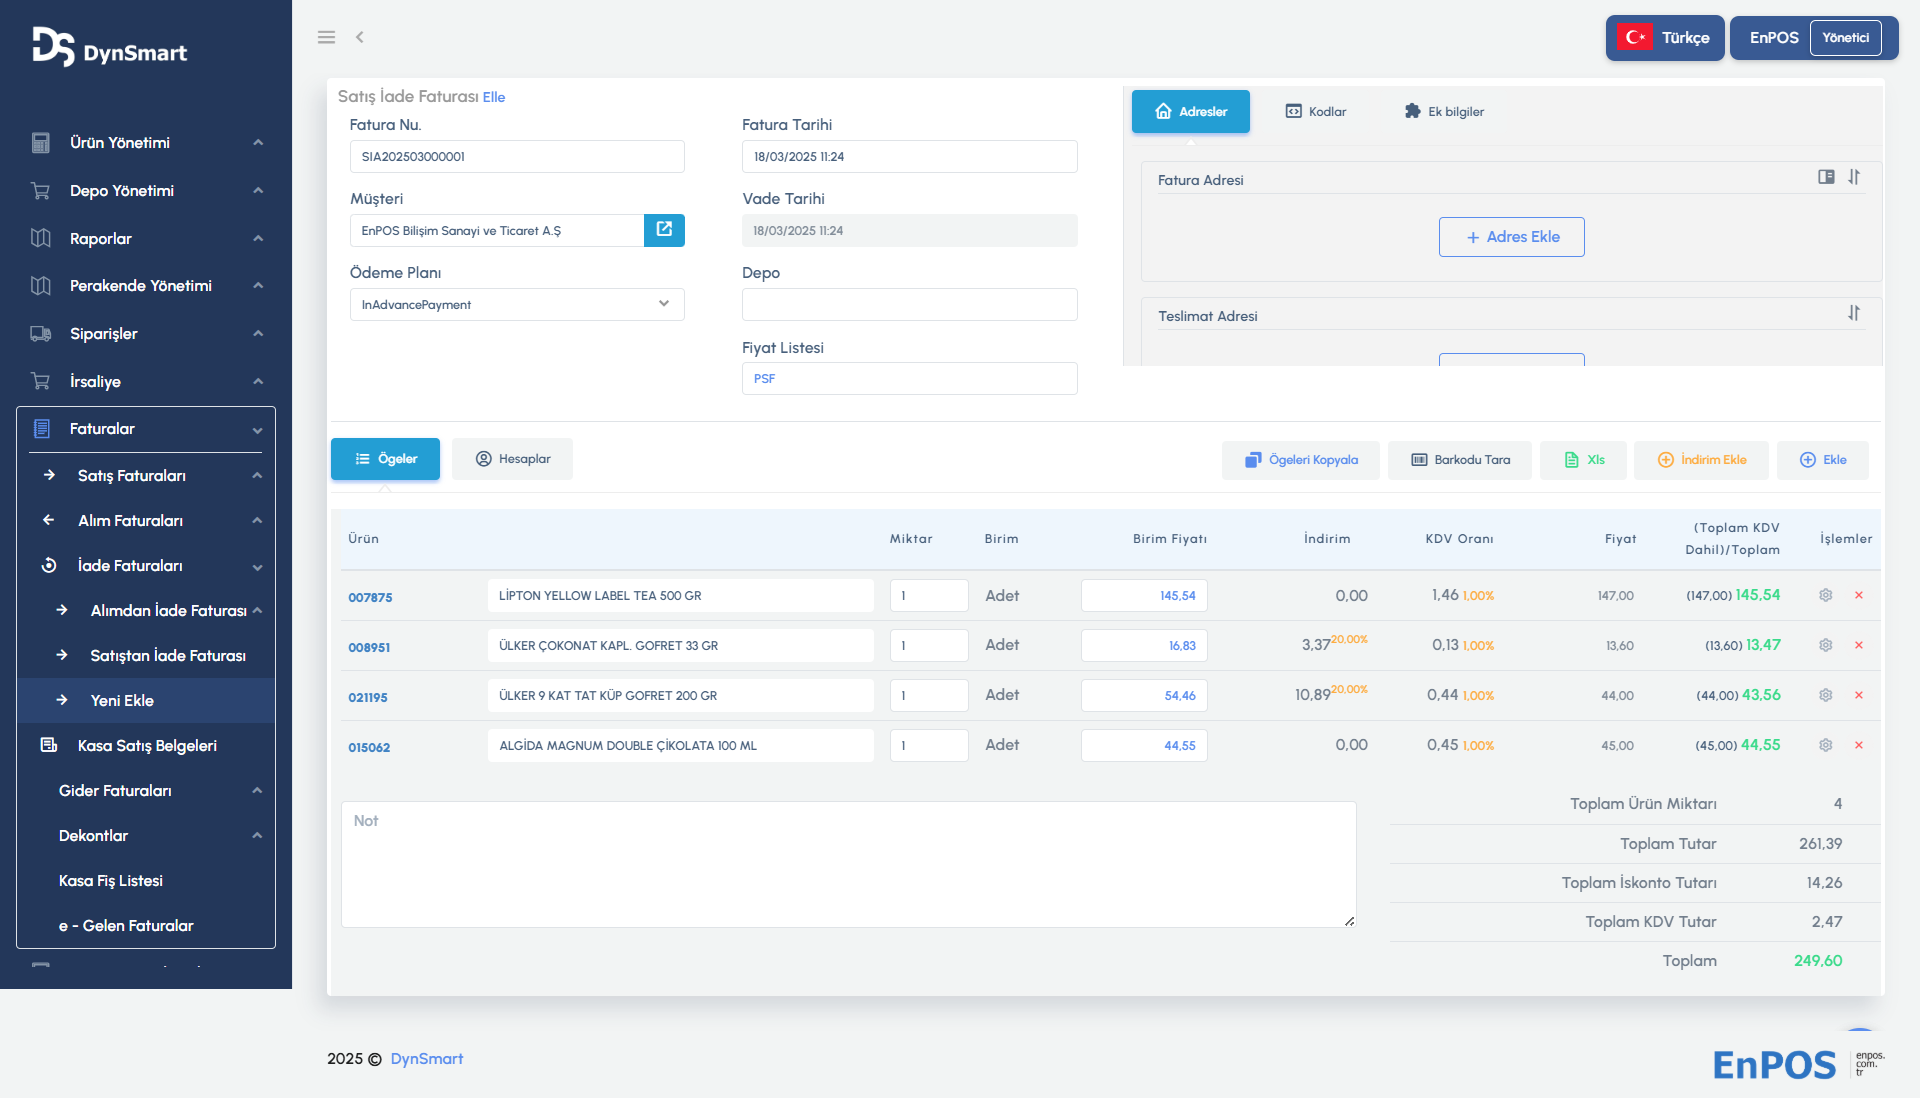 DynSmart
Ürün Yönetimi
Depo Yönetimi
Raporlar
Perakende Yönetimi
Siparişler
İrsaliye
Faturalar
Satış Faturaları
Alım Faturaları
İade Faturaları
Alımdan İade Faturası
Satıştan İade Faturası
Yeni Ekle
Kasa Satış Belgeleri
Gider Faturaları
Dekontlar
Kasa Fiş Listesi
e - Gelen Faturalar
Türkçe
EnPOS Yönetici
Satış İade Faturası Elle
Fatura Nu.
SIA202503000001
Fatura Tarihi
18/03/2025 11:24
Müşteri
EnPOS Bilişim Sanayi ve Ticaret A.Ş
Vade Tarihi
18/03/2025 11:24
Ödeme Planı
InAdvancePayment
Depo
Fiyat Listesi
PSF
Adresler Kodlar Ek bilgiler
Fatura Adresi
+ Adres Ekle
Teslimat Adresi
Ögeler Hesaplar
Ögeleri Kopyala Barkodu Tara Xls İndirim Ekle Ekle
Ürün Miktar Birim Birim Fiyatı İndirim KDV Oranı Fiyat (Toplam KDV Dahil)/Toplam İşlemler
007875 LİPTON YELLOW LABEL TEA 500 GR 1 Adet 145,54 0,00 1,46 1,00% 147,00 (147,00) 145,54
008951 ÜLKER ÇOKONAT KAPL. GOFRET 33 GR 1 Adet 16,83 3,37 20,00% 0,13 1,00% 13,60 (13,60) 13,47
021195 ÜLKER 9 KAT TAT KÜP GOFRET 200 GR 1 Adet 54,46 10,89 20,00% 0,44 1,00% 44,00 (44,00) 43,56
015062 ALGİDA MAGNUM DOUBLE ÇİKOLATA 100 ML 1 Adet 44,55 0,00 0,45 1,00% 45,00 (45,00) 44,55
Not
Toplam Ürün Miktarı 4
Toplam Tutar 261,39
Toplam İskonto Tutarı 14,26
Toplam KDV Tutar 2,47
Toplam 249,60
2025 © DynSmart
EnPOS
enpos.
com.
tr